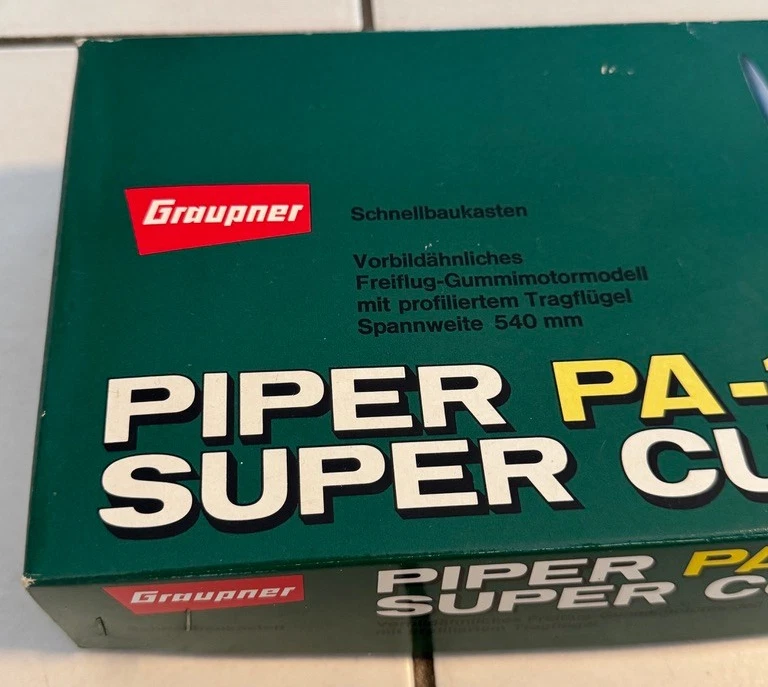 Graupner
Schnellbaukasten
Vorbildähnliches
Freiflug-Gummimotormodell
mit profiliertem Tragflügel
Spannweite 540 mm
PIPER PA-
SUPER CU
Graupner
PIPER PA
SUPER C